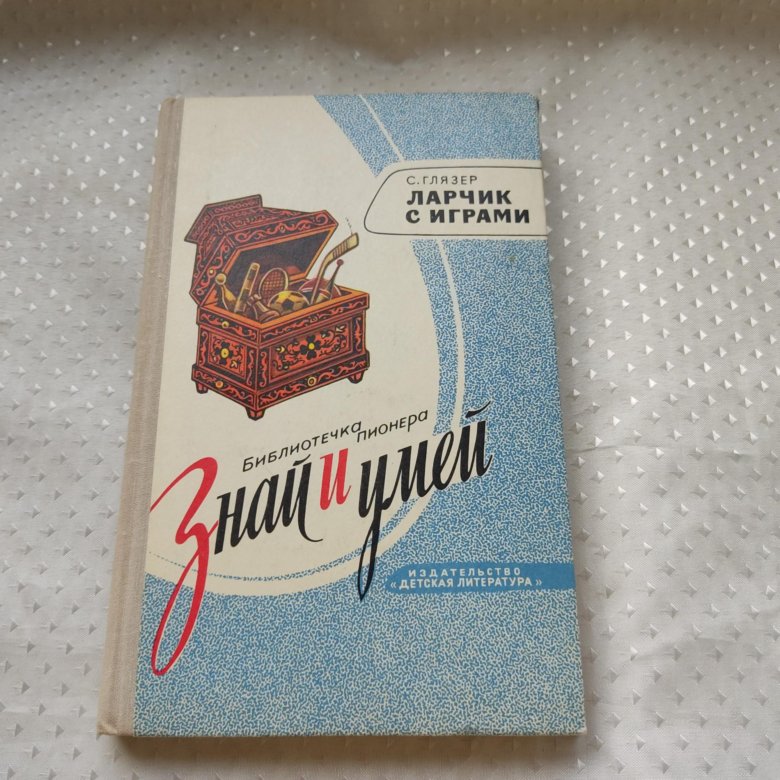 С. ГЛЯЗЕР
ЛАРЧИК
С ИГРАМИ
Библиотечка пионера
Знай и умей
ИЗДАТЕЛЬСТВО
«ДЕТСКАЯ ЛИТЕРАТУРА»